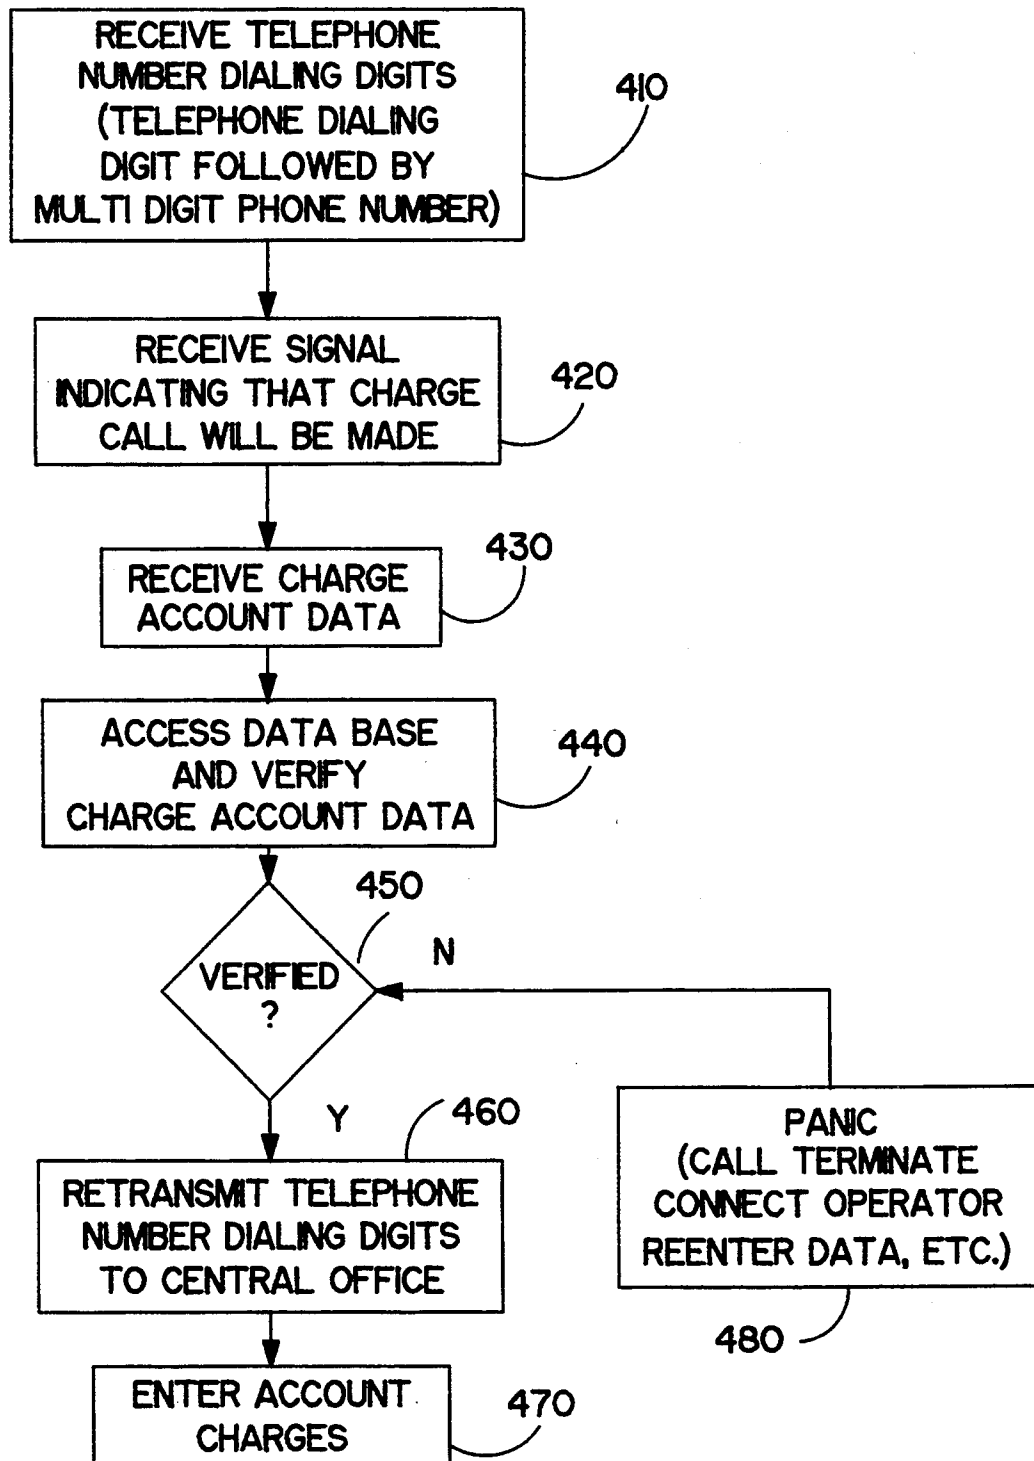 RECEIVE TELEPHONE
NUMBER DIALING DIGITS
(TELEPHONE DIALING
DIGIT FOLLOWED BY
MULTI DIGIT PHONE NUMBER)
410
RECEIVE SIGNAL
INDICATING THAT CHARGE
CALL WILL BE MADE
420
RECEIVE CHARGE
ACCOUNT DATA
430
ACCESS DATA BASE
AND VERIFY
CHARGE ACCOUNT DATA
440
450
VERIFIED
?
N
Y
460
RETRANSMIT TELEPHONE
NUMBER DIALING DIGITS
TO CENTRAL OFFICE
PANIC
(CALL TERMINATE
CONNECT OPERATOR
REENTER DATA, ETC.)
480
ENTER ACCOUNT
CHARGES
470